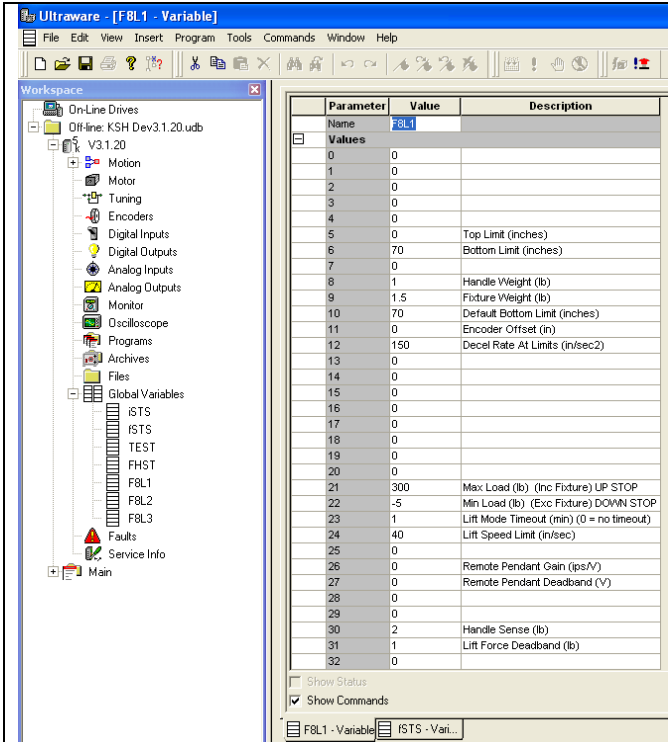 Ultraware - [F8L1 - Variable]
File Edit View Insert Program Tools Commands Window Help
Workspace
On-Line Drives
Off-line: KSH Dev3.1.20.udb
V3.1.20
Motion
Motor
Tuning
Encoders
Digital Inputs
Digital Outputs
Analog Inputs
Analog Outputs
Monitor
Oscilloscope
Programs
Archives
Files
Global Variables
iSTS
fSTS
TEST
FHST
F8L1
F8L2
F8L3
Faults
Service Info
Main
Parameter Value Description
Name F8L1
Values
0 0
1 0
2 0
3 0
4 0
5 0 Top Limit (inches)
6 70 Bottom Limit (inches)
7 0
8 1 Handle Weight (lb)
9 1.5 Fixture Weight (lb)
10 70 Default Bottom Limit (inches)
11 0 Encoder Offset (in)
12 150 Decel Rate At Limits (in/sec2)
13 0
14 0
15 0
16 0
17 0
18 0
19 0
20 0
21 300 Max Load (lb) (Inc Fixture) UP STOP
22 -5 Min Load (lb) (Exc Fixture) DOWN STOP
23 1 Lift Mode Timeout (min) (0 = no timeout)
24 40 Lift Speed Limit (in/sec)
25 0
26 0 Remote Pendant Gain (ips/V)
27 0 Remote Pendant Deadband (V)
28 0
29 0
30 2 Handle Sense (lb)
31 1 Lift Force Deadband (lb)
32 0
Show Status
Show Commands
F8L1 - Variable fSTS - Vari...